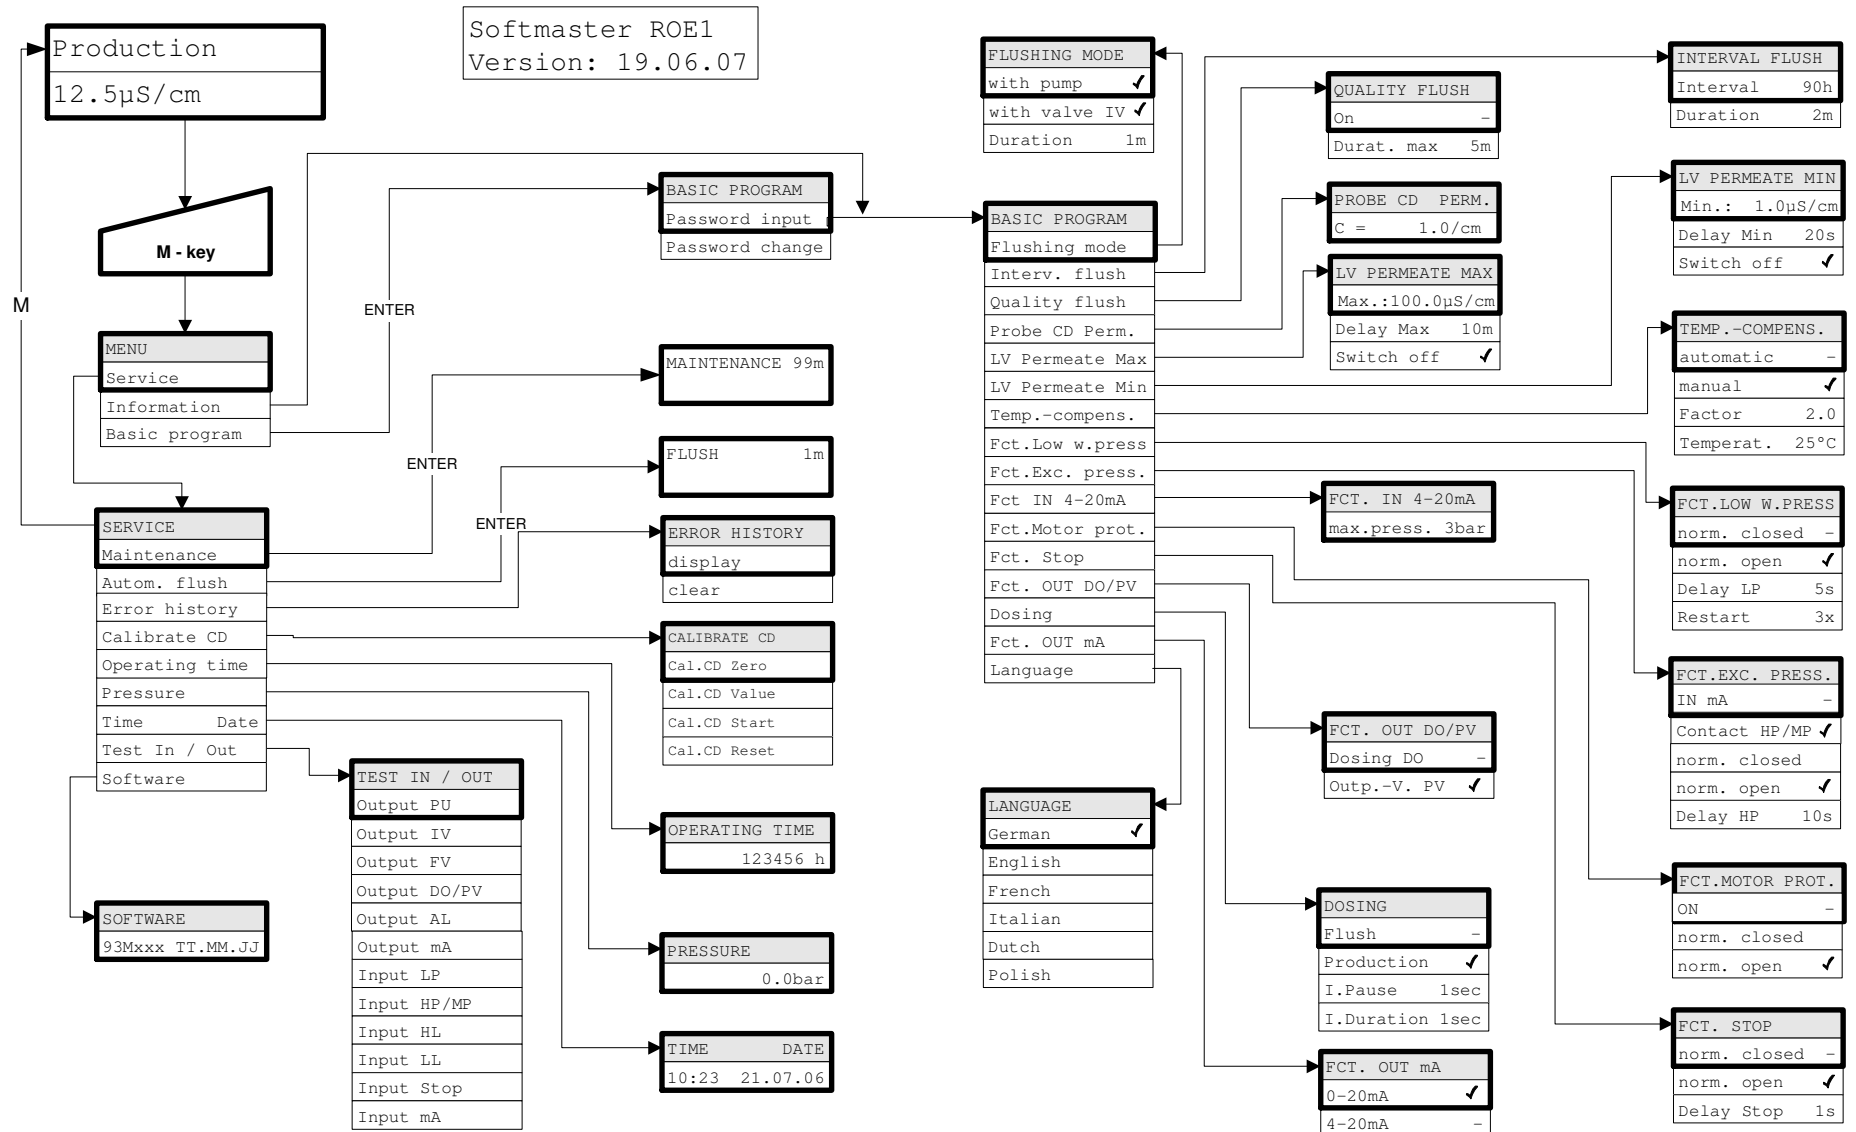 Production
12.5µS/cm
Softmaster ROE1
Version: 19.06.07
M - key
M
MENU
Service
Information
Basic program
SERVICE
Maintenance
Autom. flush
Error history
Calibrate CD
Operating time
Pressure
Time Date
Test In / Out
Software
SOFTWARE
93Mxxx TT.MM.JJ
TEST IN / OUT
Output PU
Output IV
Output FV
Output DO/PV
Output AL
Output mA
Input LP
Input HP/MP
Input HL
Input LL
Input Stop
Input mA
ENTER
ENTER
ENTER
BASIC PROGRAM
Password input
Password change
MAINTENANCE 99m
FLUSH 1m
ERROR HISTORY
display
clear
CALIBRATE CD
Cal.CD Zero
Cal.CD Value
Cal.CD Start
Cal.CD Reset
OPERATING TIME
123456 h
PRESSURE
0.0bar
TIME DATE
10:23 21.07.06
FLUSHING MODE
with pump ✓
with valve IV ✓
Duration 1m
BASIC PROGRAM
Flushing mode
Interv. flush
Quality flush
Probe CD Perm.
LV Permeate Max
LV Permeate Min
Temp.-compens.
Fct.Low w.press
Fct.Exc. press.
Fct IN 4-20mA
Fct.Motor prot.
Fct. Stop
Fct. OUT DO/PV
Dosing
Fct. OUT mA
Language
LANGUAGE
German ✓
English
French
Italian
Dutch
Polish
QUALITY FLUSH
On -
Durat. max 5m
PROBE CD PERM.
C = 1.0/cm
LV PERMEATE MAX
Max.:100.0µS/cm
Delay Max 10m
Switch off ✓
FCT. IN 4-20mA
max.press. 3bar
FCT. OUT DO/PV
Dosing DO -
Outp.-V. PV ✓
DOSING
Flush -
Production ✓
I.Pause 1sec
I.Duration 1sec
FCT. OUT mA
0-20mA ✓
4-20mA -
INTERVAL FLUSH
Interval 90h
Duration 2m
LV PERMEATE MIN
Min.: 1.0µS/cm
Delay Min 20s
Switch off ✓
TEMP.-COMPENS.
automatic -
manual ✓
Factor 2.0
Temperat. 25°C
FCT.LOW W.PRESS
norm. closed -
norm. open ✓
Delay LP 5s
Restart 3x
FCT.EXC. PRESS.
IN mA -
Contact HP/MP ✓
norm. closed
norm. open ✓
Delay HP 10s
FCT.MOTOR PROT.
ON -
norm. closed
norm. open ✓
FCT. STOP
norm. closed -
norm. open ✓
Delay Stop 1s